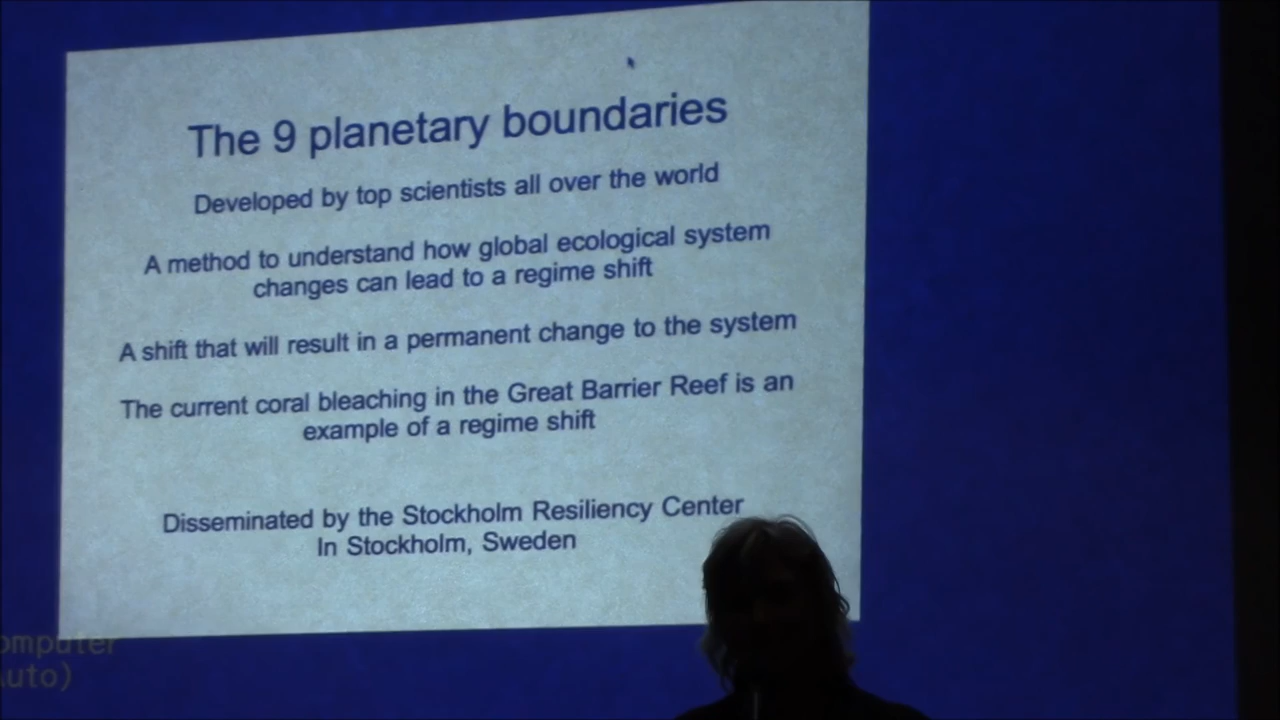 The 9 planetary boundaries
Developed by top scientists all over the world
A method to understand how global ecological system
changes can lead to a regime shift
A shift that will result in a permanent change to the system
The current coral bleaching in the Great Barrier Reef is an
example of a regime shift
Disseminated by the Stockholm Resiliency Center
In Stockholm, Sweden
omputer
uto)